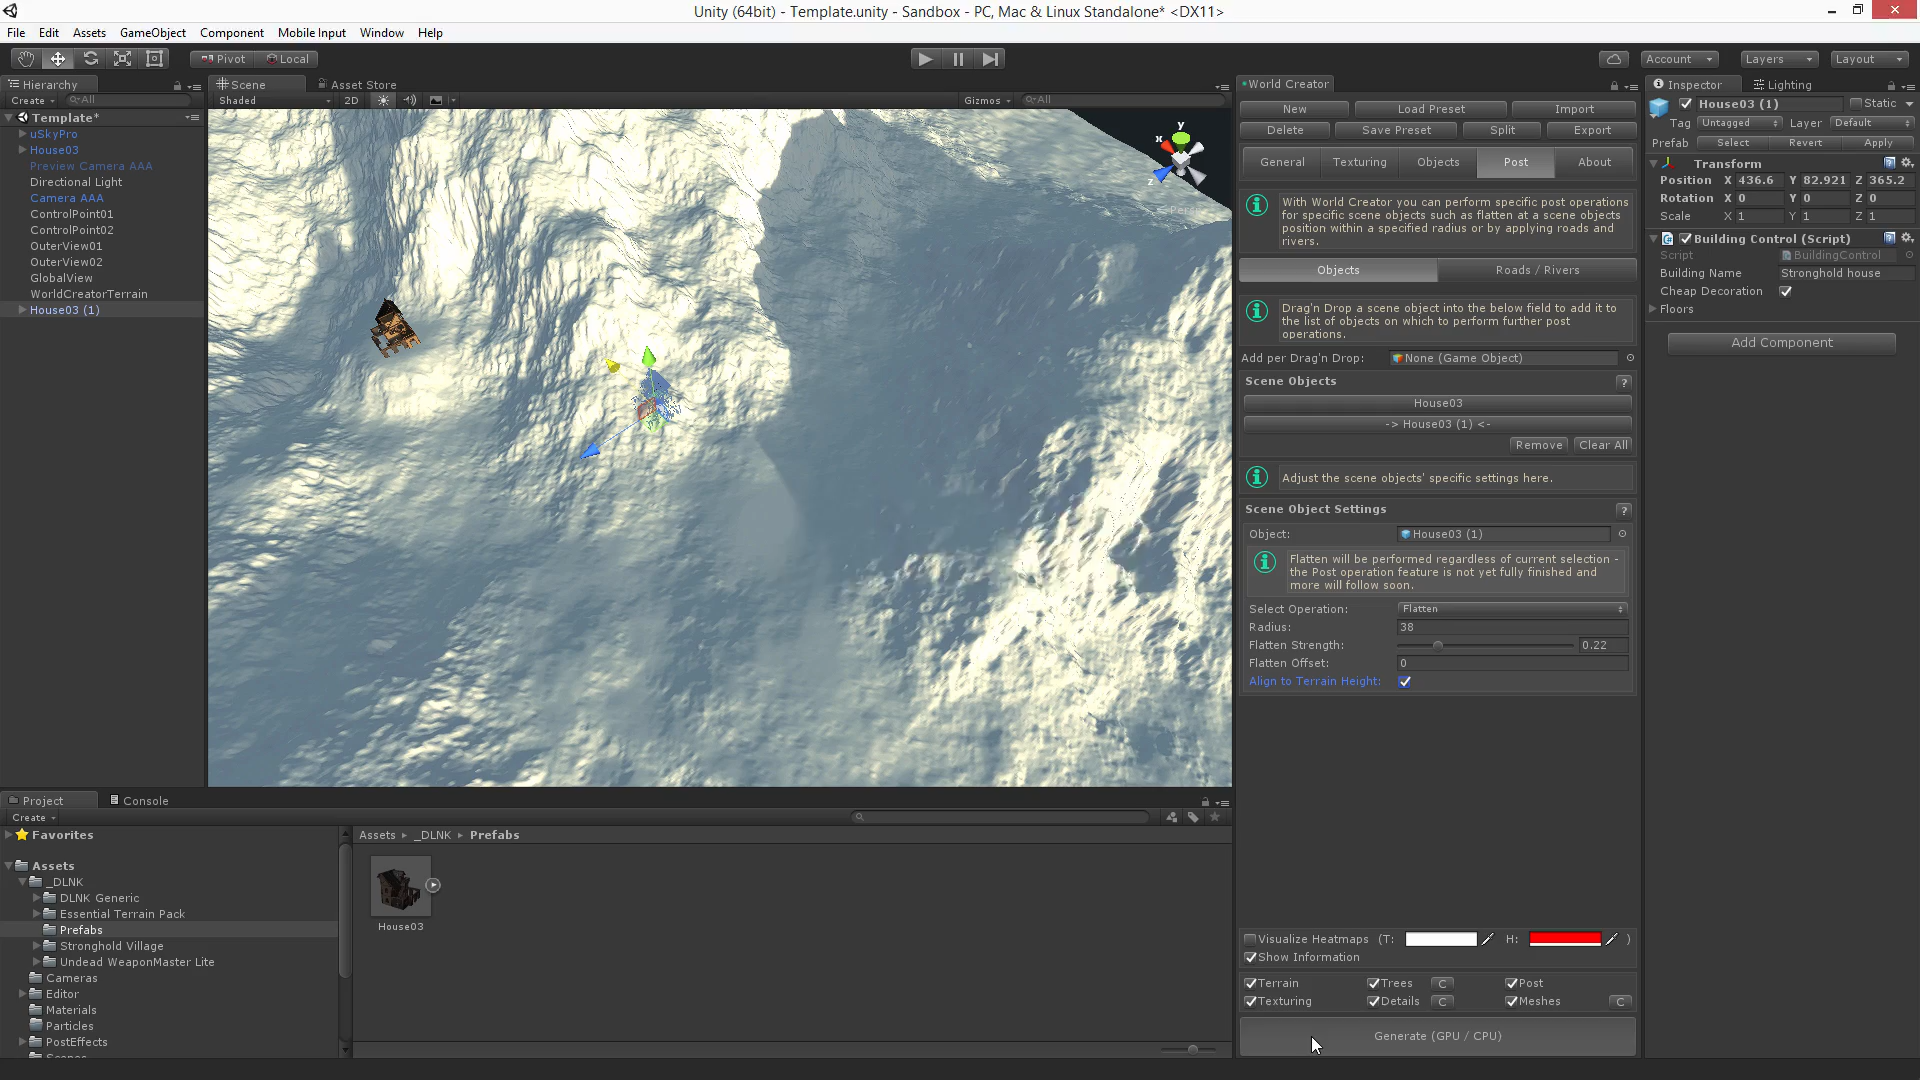 Unity (64bit) - Template.unity - Sandbox - PC, Mac & Linux Standalone* <DX11>
File Edit Assets GameObject Component Mobile Input Window Help
Pivot Local
Account Layers Layout
Hierarchy
Create All
Template*
uSkyPro
House03
Preview Camera AAA
Directional Light
Camera AAA
ControlPoint01
ControlPoint02
OuterView01
OuterView02
GlobalView
WorldCreatorTerrain
House03 (1)
Scene Asset Store
Shaded 2D Gizmos All
y
x
z
World Creator
New Load Preset Import
Delete Save Preset Split Export
General Texturing Objects Post About
With World Creator you can perform specific post operations
for specific scene objects such as flatten at a scene objects
position within a specified radius or by applying roads and
rivers.
Objects Roads / Rivers
Drag'n Drop a scene object into the below field to add it to
the list of objects on which to perform further post
operations.
Add per Drag'n Drop: None (Game Object)
Scene Objects ?
House03
-> House03 (1) <-
Remove Clear All
Adjust the scene objects' specific settings here.
Scene Object Settings ?
Object: House03 (1)
Flatten will be performed regardless of current selection -
the Post operation feature is not yet fully finished and
more will follow soon.
Select Operation: Flatten
Radius: 38
Flatten Strength: 0.22
Flatten Offset: 0
Align to Terrain Height:
Visualize Heatmaps (T: H: )
Show Information
Terrain Trees C Post
Texturing Details C Meshes C
Generate (GPU / CPU)
Inspector Lighting
House03 (1) Static
Tag Untagged Layer Default
Prefab Select Revert Apply
Transform
Position X 436.6 Y 82.921 Z 365.2
Rotation X 0 Y 0 Z 0
Scale X 1 Y 1 Z 1
Building Control (Script)
Script BuildingControl
Building Name Stronghold house
Cheap Decoration
Floors
Add Component
Project Console
Create
Favorites
Assets
_DLNK
DLNK Generic
Essential Terrain Pack
Prefabs
Stronghold Village
Undead WeaponMaster Lite
Cameras
Editor
Materials
Particles
PostEffects
Scenes
Assets _DLNK Prefabs
House03